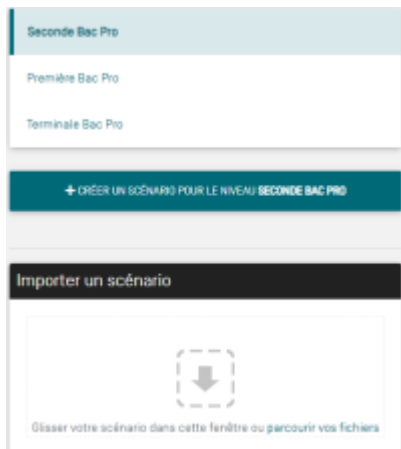 Seconde Bac Pro
Première Bac Pro
Terminale Bac Pro
+ CRÉER UN SCÉNARIO POUR LE NIVEAU SECONDE BAC PRO
Importer un scénario
Glisser votre scénario dans cette fenêtre ou parcourir vos fichiers